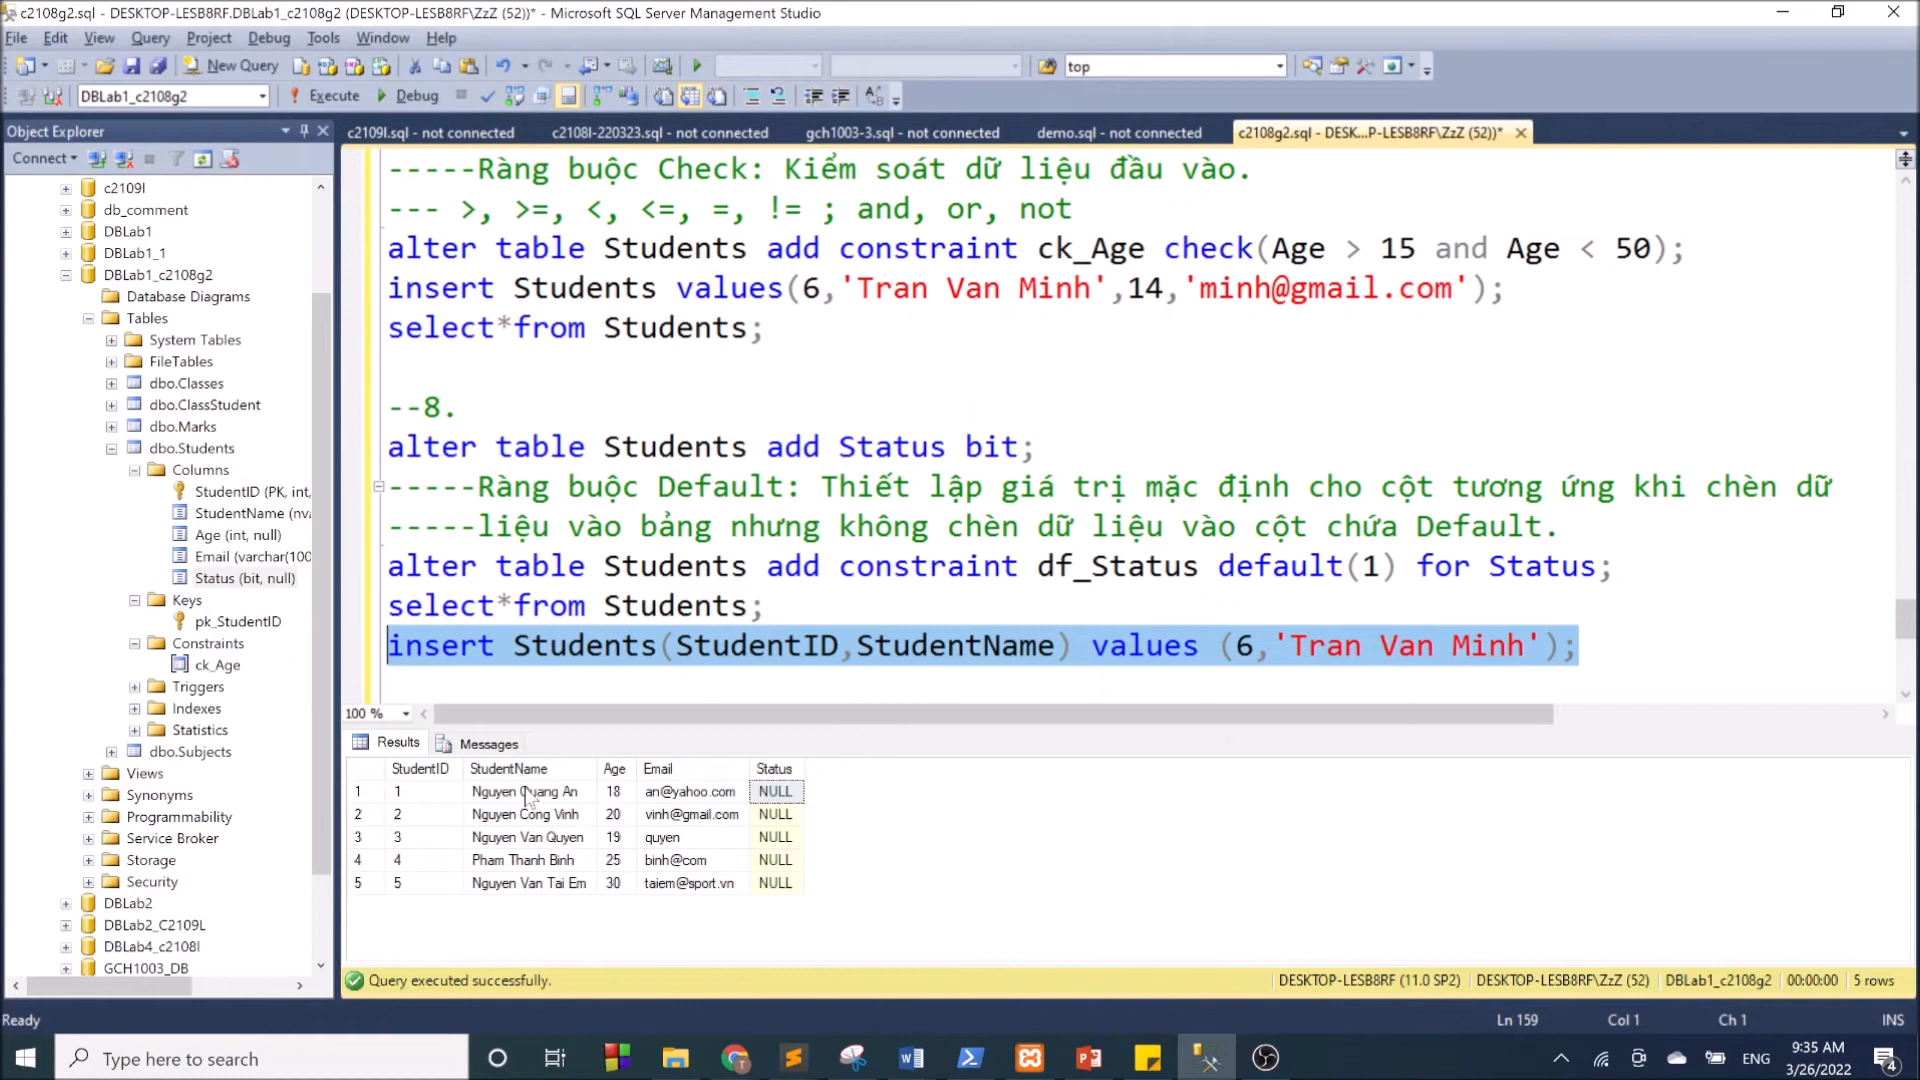 c2108g2.sql - DESKTOP-LESB8RF.DBLab1_c2108g2 (DESKTOP-LESB8RF\ZzZ (52))* - Microsoft SQL Server Management Studio
File Edit View Query Project Debug Tools Window Help
New Query
top
DBLab1_c2108g2
Execute
Debug
Object Explorer
c2109l.sql - not connected
c2108l-220323.sql - not connected
gch1003-3.sql - not connected
demo.sql - not connected
c2108g2.sql - DESK...P-LESB8RF\ZzZ (52))*
Connect
c2109l
db_comment
DBLab1
DBLab1_1
DBLab1_c2108g2
Database Diagrams
Tables
System Tables
FileTables
dbo.Classes
dbo.ClassStudent
dbo.Marks
dbo.Students
Columns
StudentID (PK, int,
StudentName (nva
Age (int, null)
Email (varchar(100
Status (bit, null)
Keys
pk_StudentID
Constraints
ck_Age
Triggers
Indexes
Statistics
dbo.Subjects
Views
Synonyms
Programmability
Service Broker
Storage
Security
DBLab2
DBLab2_C2109L
DBLab4_c2108l
GCH1003_DB
-----Ràng buộc Check: Kiểm soát dữ liệu đầu vào.
--- >, >=, <, <=, =, != ; and, or, not
alter table Students add constraint ck_Age check(Age > 15 and Age < 50);
insert Students values(6,'Tran Van Minh',14,'minh@gmail.com');
select*from Students;
--8.
alter table Students add Status bit;
-----Ràng buộc Default: Thiết lập giá trị mặc định cho cột tương ứng khi chèn dữ
-----liệu vào bảng nhưng không chèn dữ liệu vào cột chứa Default.
alter table Students add constraint df_Status default(1) for Status;
select*from Students;
insert Students(StudentID,StudentName) values (6,'Tran Van Minh');
100 %
Results Messages
StudentID StudentName Age Email Status
1 1 Nguyen Quang An 18 an@yahoo.com NULL
2 2 Nguyen Cong Vinh 20 vinh@gmail.com NULL
3 3 Nguyen Van Quyen 19 quyen NULL
4 4 Pham Thanh Binh 25 binh@com NULL
5 5 Nguyen Van Tai Em 30 taiem@sport.vn NULL
Query executed successfully.
DESKTOP-LESB8RF (11.0 SP2) DESKTOP-LESB8RF\ZzZ (52) DBLab1_c2108g2 00:00:00 5 rows
Ready
Ln 159 Col 1 Ch 1 INS
Type here to search
ENG
9:35 AM
3/26/2022
4